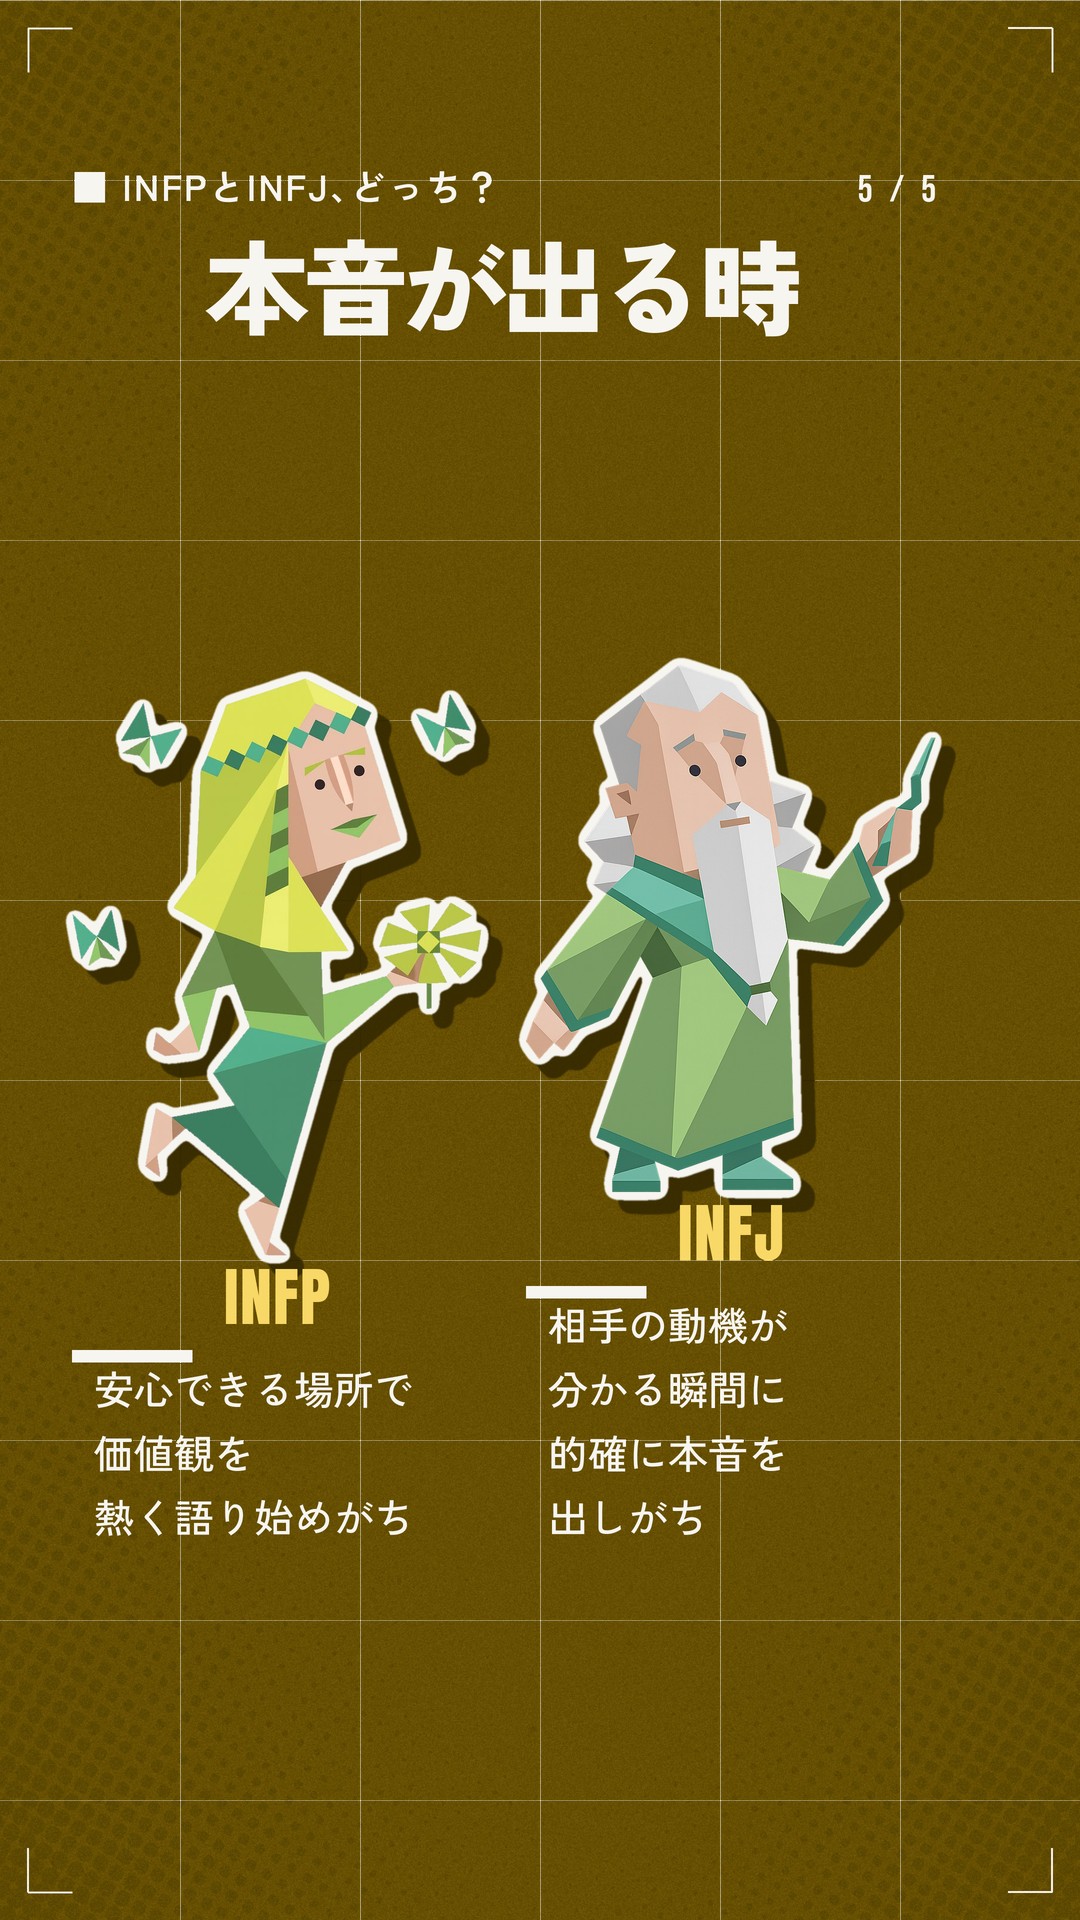 INFPとINFJ、どっち？
5 / 5
本音が出る時
INFP
安心できる場所で
価値観を
熱く語り始めがち
INFJ
相手の動機が
分かる瞬間に
的確に本音を
出しがち